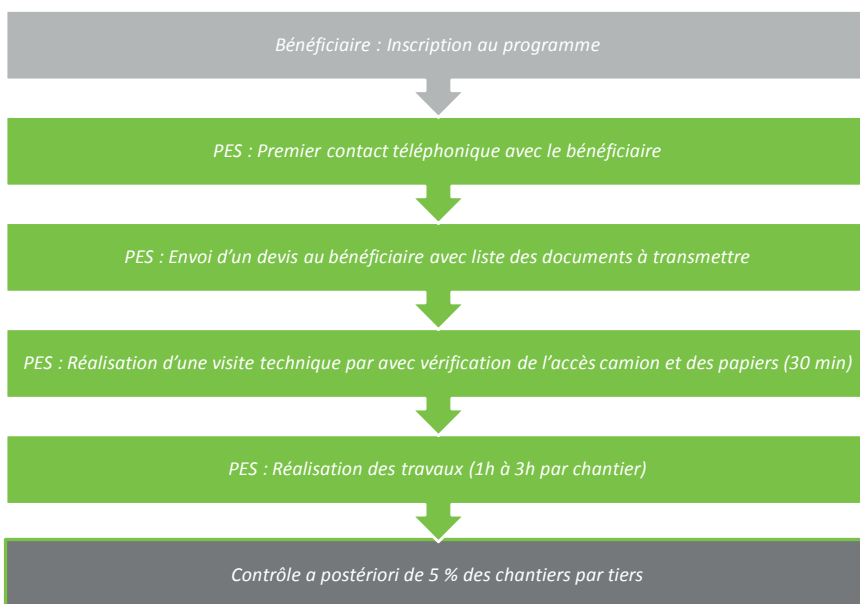 Bénéficiaire : Inscription au programme
PES : Premier contact téléphonique avec le bénéficiaire
PES : Envoi d'un devis au bénéficiaire avec liste des documents à transmettre
PES : Réalisation d'une visite technique par avec vérification de l'accès camion et des papiers (30 min)
PES : Réalisation des travaux (1h à 3h par chantier)
Contrôle a postériori de 5 % des chantiers par tiers